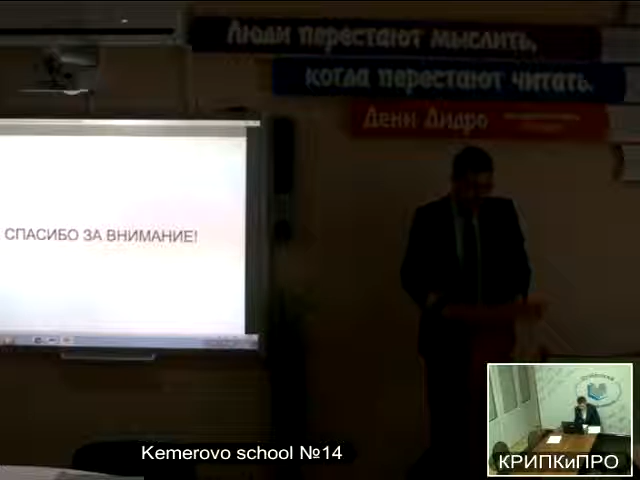 Люди перестают мыслить,
когда перестают читать.
Дени Дидро
СПАСИБО ЗА ВНИМАНИЕ!
Kemerovo school №14
КРИПКиПРО